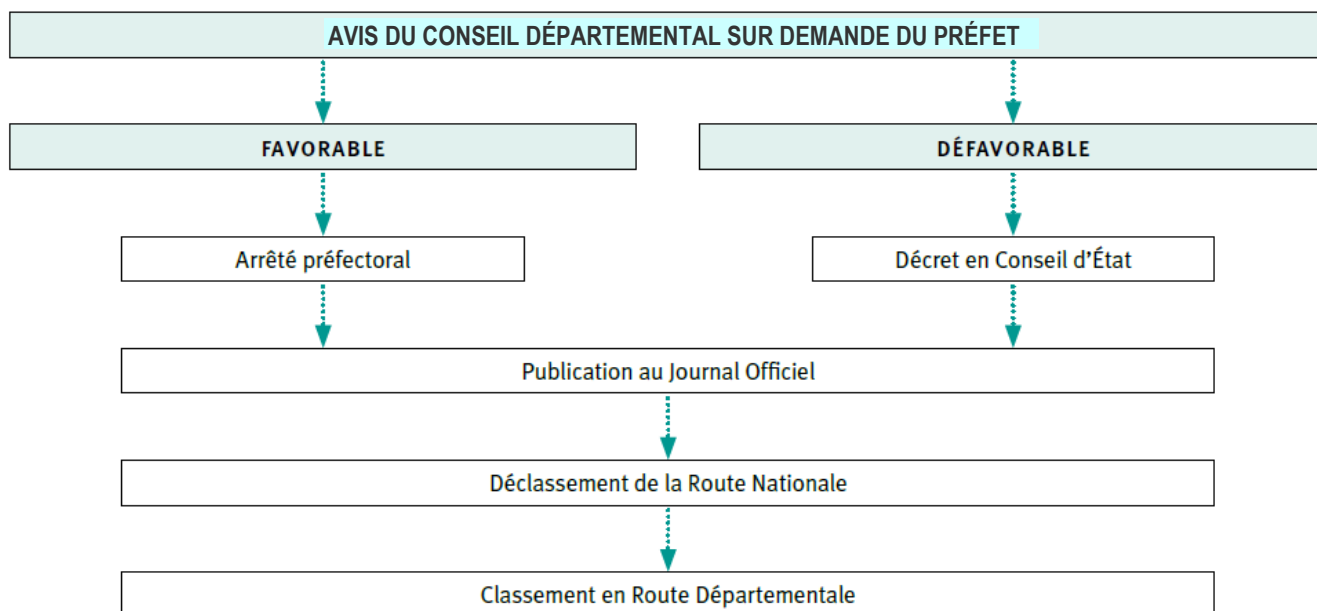 AVIS DU CONSEIL DÉPARTEMENTAL SUR DEMANDE DU PRÉFET
FAVORABLE
DÉFAVORABLE
Arrêté préfectoral
Décret en Conseil d'État
Publication au Journal Officiel
Déclassement de la Route Nationale
Classement en Route Départementale